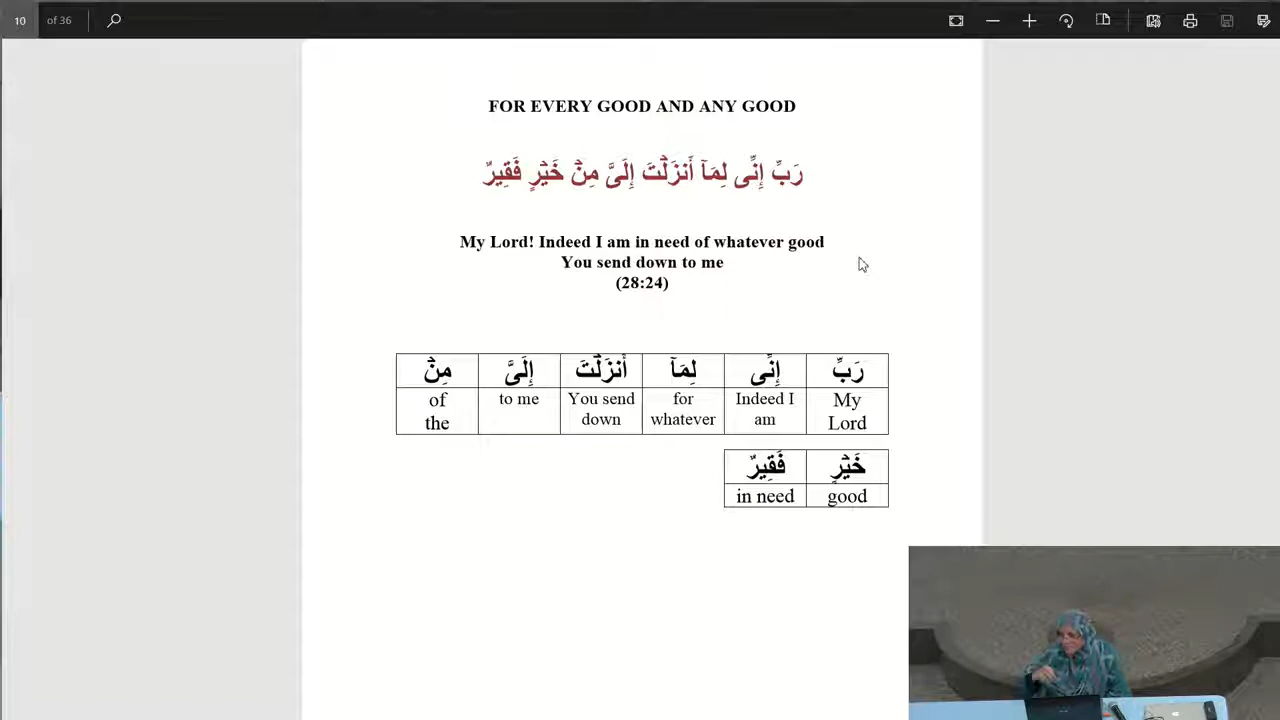 10 of 36
FOR EVERY GOOD AND ANY GOOD
رَبِّ إِنِّى لِمَآ أَنزَلْتَ إِلَىَّ مِنْ خَيْرٍ فَقِيرٌ
My Lord! Indeed I am in need of whatever good
You send down to me
(28:24)
رَبِّ إِنِّى لِمَآ أَنزَلْتَ إِلَىَّ مِنْ
My Lord Indeed I am for whatever You send down to me of the
خَيْرٍ فَقِيرٌ
good in need